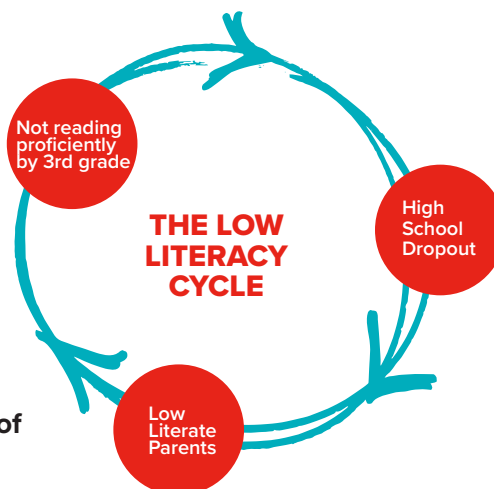 Not reading
proficiently
by 3rd grade
THE LOW
LITERACY
CYCLE
High
School
Dropout
Low
Literate
Parents
of